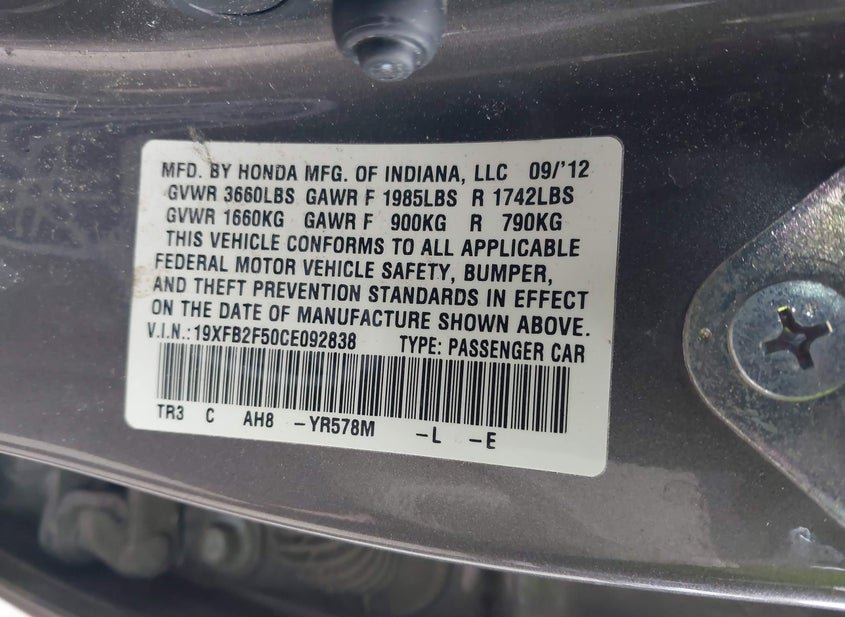 MFD. BY HONDA MFG. OF INDIANA, LLC 09/'12
GVWR 3660LBS GAWR F 1985LBS R 1742LBS
GVWR 1660KG GAWR F 900KG R 790KG
THIS VEHICLE CONFORMS TO ALL APPLICABLE
FEDERAL MOTOR VEHICLE SAFETY, BUMPER,
AND THEFT PREVENTION STANDARDS IN EFFECT
ON THE DATE OF MANUFACTURE SHOWN ABOVE.
V.I.N.:19XFB2F50CE092838 TYPE: PASSENGER CAR
TR3 C AH8 -YR578M -L -E